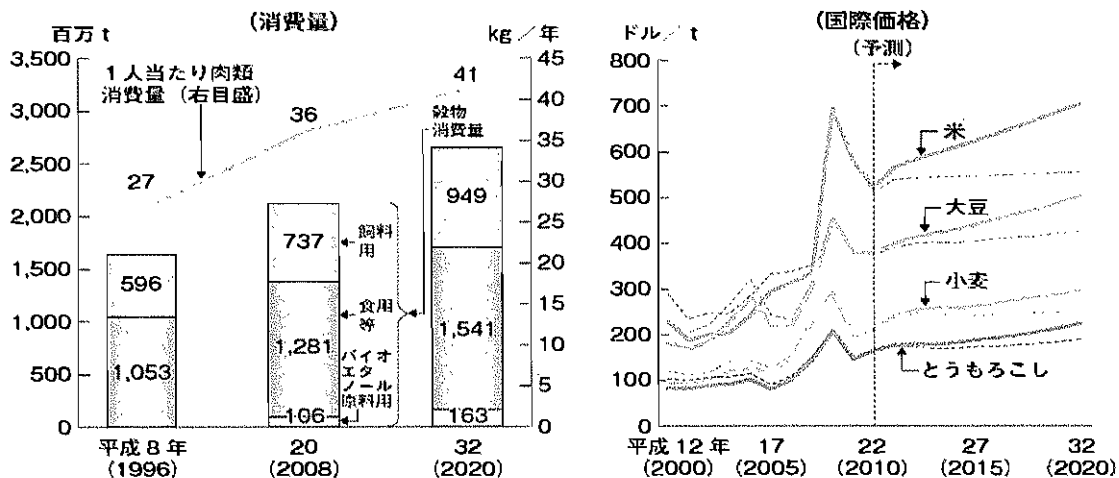 (消費量)
百万 t
kg／年
3,500
3,000
2,500
2,000
1,500
1,000
500
0
45
40
35
30
25
20
15
10
5
0
1人当たり肉類
消費量（右目盛）
27
36
41
穀物
消費量
596
1,053
737
1,281
106
949
1,541
163
飼料
用
食用
等
バイオ
エタ
ノール
原料用
平成8年
(1996)
20
(2008)
32
(2020)
(国際価格)
ドル／t
(予測)
800
700
600
500
400
300
200
100
0
米
大豆
小麦
とうもろこし
平成12年
(2000)
17
(2005)
22
(2010)
27
(2015)
32
(2020)